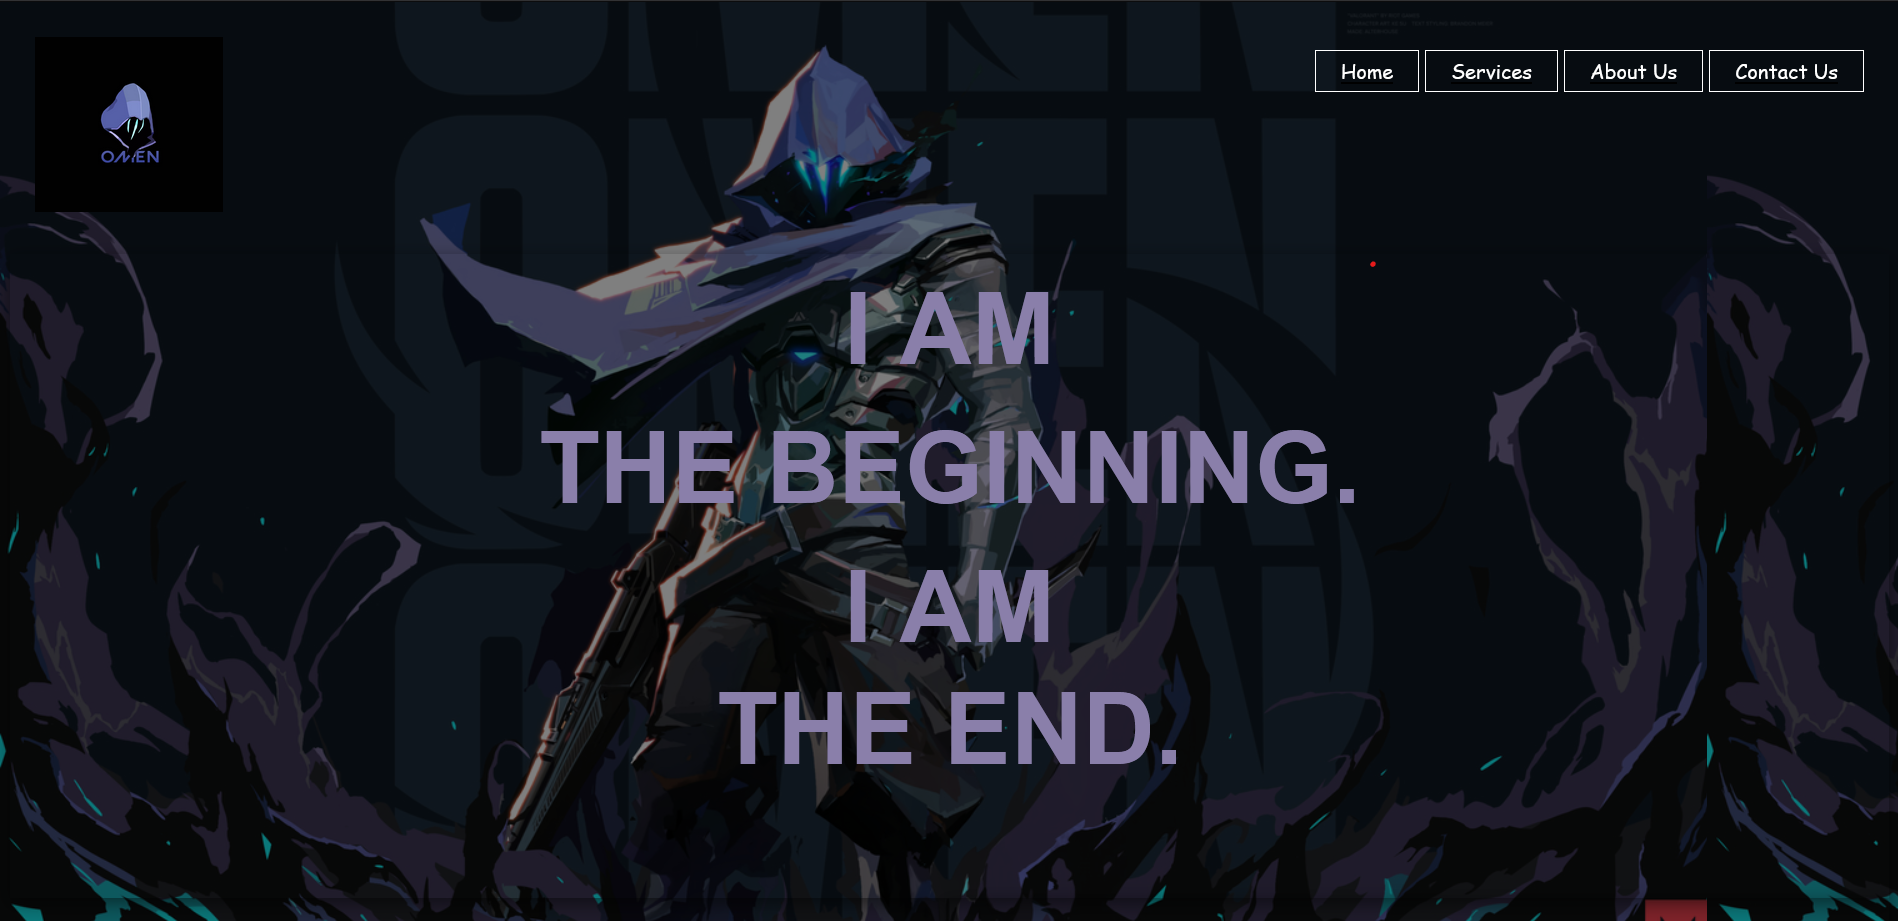 OMEN
Home
Services
About Us
Contact Us
I AM
THE BEGINNING.
I AM
THE END.